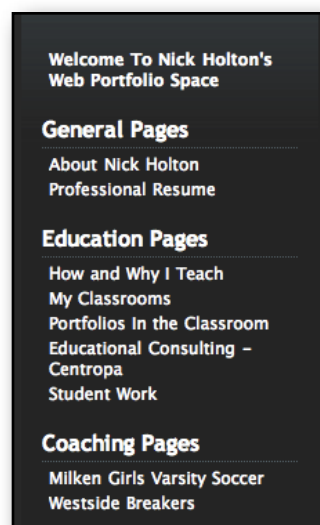 Welcome To Nick Holton's
Web Portfolio Space
General Pages
About Nick Holton
Professional Resume
Education Pages
How and Why I Teach
My Classrooms
Portfolios In the Classroom
Educational Consulting –
Centropa
Student Work
Coaching Pages
Milken Girls Varsity Soccer
Westside Breakers